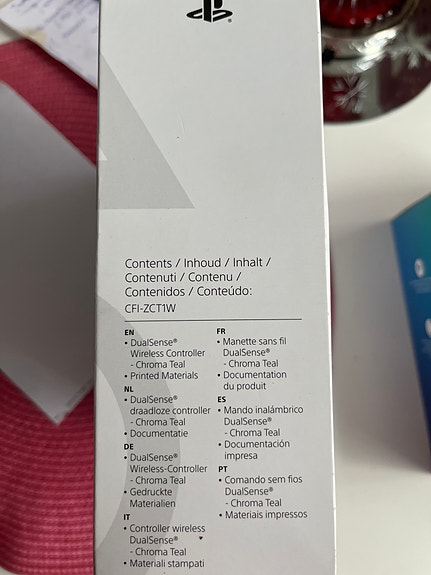 Contents / Inhoud / Inhalt /
Contenuti / Contenu /
Contenidos / Conteúdo:
CFI-ZCT1W
EN
• DualSense®
Wireless Controller
- Chroma Teal
• Printed Materials
NL
• DualSense®
draadloze controller
- Chroma Teal
• Documentatie
DE
• DualSense®
Wireless-Controller
- Chroma Teal
• Gedruckte
Materialien
IT
• Controller wireless
DualSense®
- Chroma Teal
• Materiali stampati
FR
• Manette sans fil
DualSense®
- Chroma Teal
• Documentation
du produit
ES
• Mando inalámbrico
DualSense®
- Chroma Teal
• Documentación
impresa
PT
• Comando sem fios
DualSense®
- Chroma Teal
• Materiais impressos